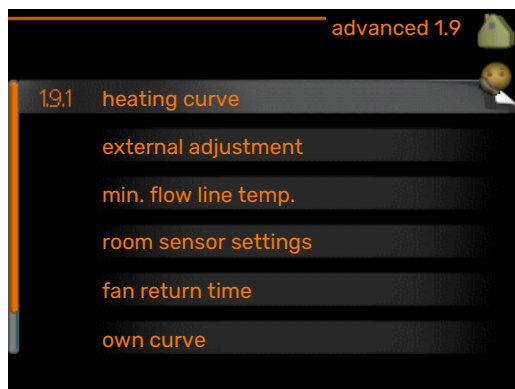 advanced 1.9
1.9.1 heating curve
external adjustment
min. flow line temp.
room sensor settings
fan return time
own curve